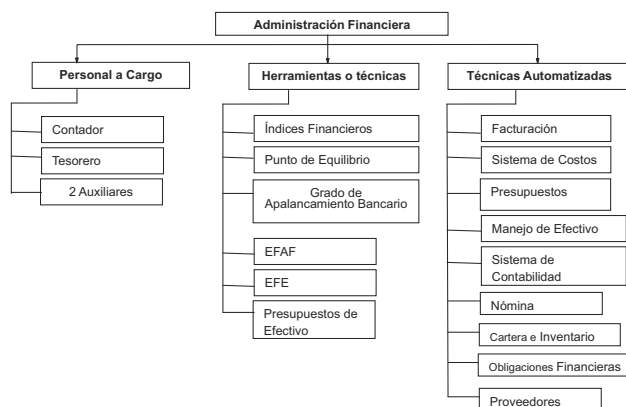 Administración Financiera
Personal a Cargo
Contador
Tesorero
2 Auxiliares
Herramientas o técnicas
Índices Financieros
Punto de Equilibrio
Grado de
Apalancamiento Bancario
EFAF
EFE
Presupuestos de
Efectivo
Técnicas Automatizadas
Facturación
Sistema de Costos
Presupuestos
Manejo de Efectivo
Sistema de
Contabilidad
Nómina
Cartera e Inventario
Obligaciones Financieras
Proveedores